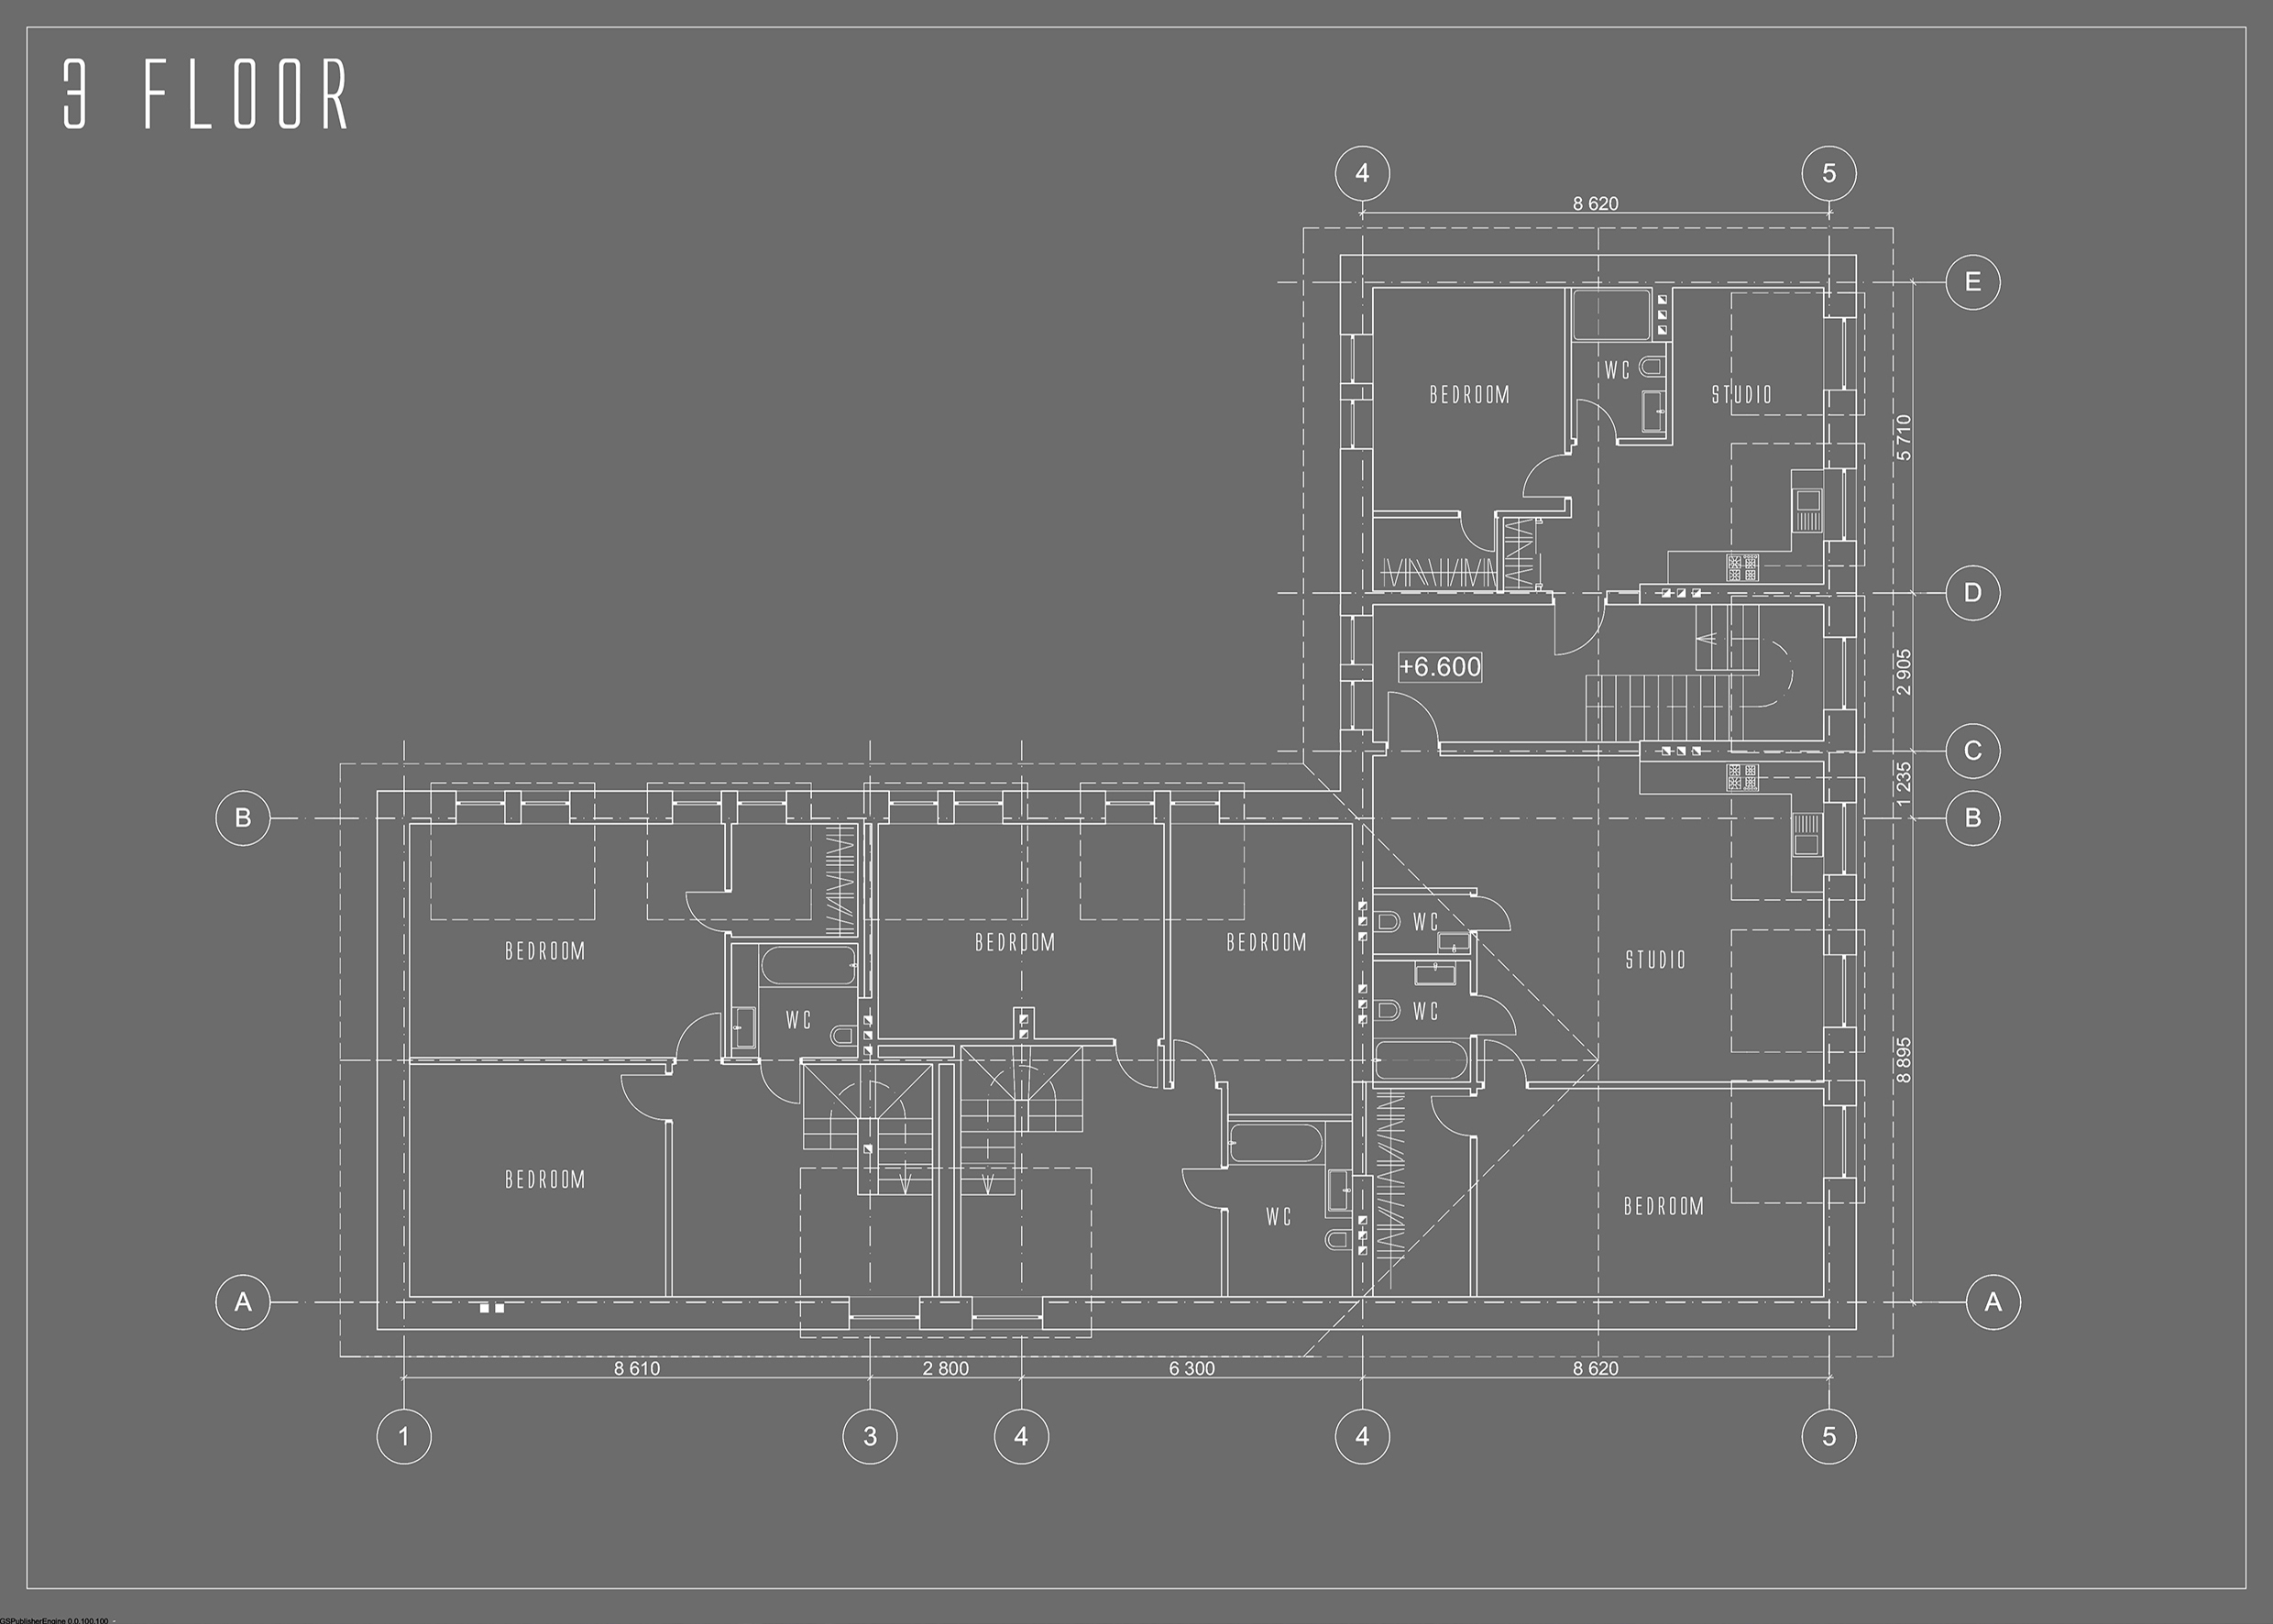 3 FLOOR
4
5
8 620
E
WC
BEDROOM
STUDIO
5 710
D
+6.600
2 905
C
1 235
B
B
WC
BEDROOM
BEDROOM
BEDROOM
STUDIO
WC
WC
8 895
BEDROOM
BEDROOM
WC
A
A
8 610
2 800
6 300
8 620
1
3
4
4
5
GSPublisherEngine 0.0.100.100